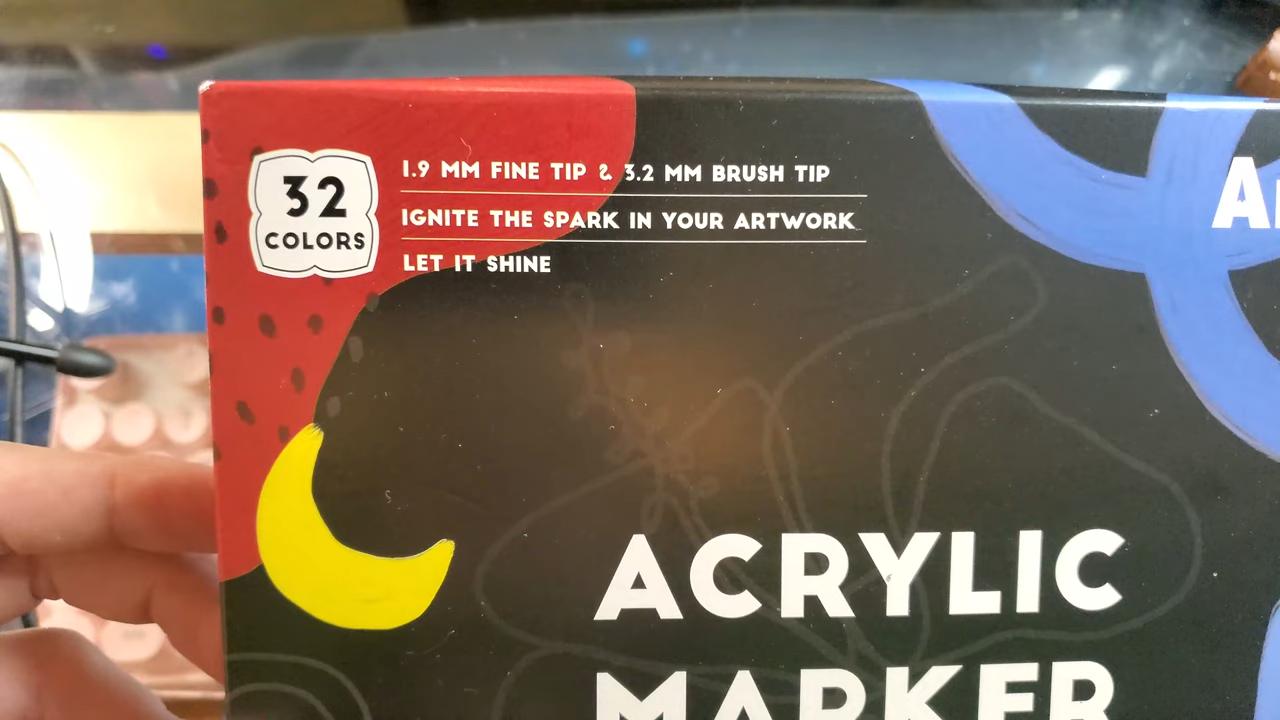 32
COLORS
1.9 MM FINE TIP & 3.2 MM BRUSH TIP
IGNITE THE SPARK IN YOUR ARTWORK
LET IT SHINE
ACRYLIC
MARKER